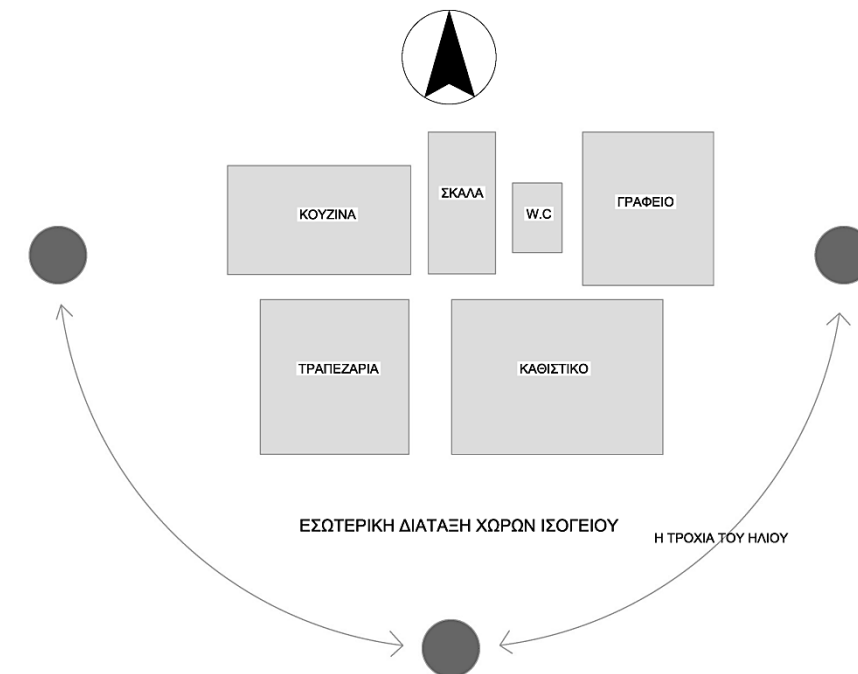 ΣΚΑΛΑ
ΓΡΑΦΕΙΟ
ΚΟΥΖΙΝΑ
W.C
ΤΡΑΠΕΖΑΡΙΑ
ΚΑΘΙΣΤΙΚΟ
ΕΣΩΤΕΡΙΚΗ ΔΙΑΤΑΞΗ ΧΩΡΩΝ ΙΣΟΓΕΙΟΥ
Η ΤΡΟΧΙΑ ΤΟΥ ΗΛΙΟΥ